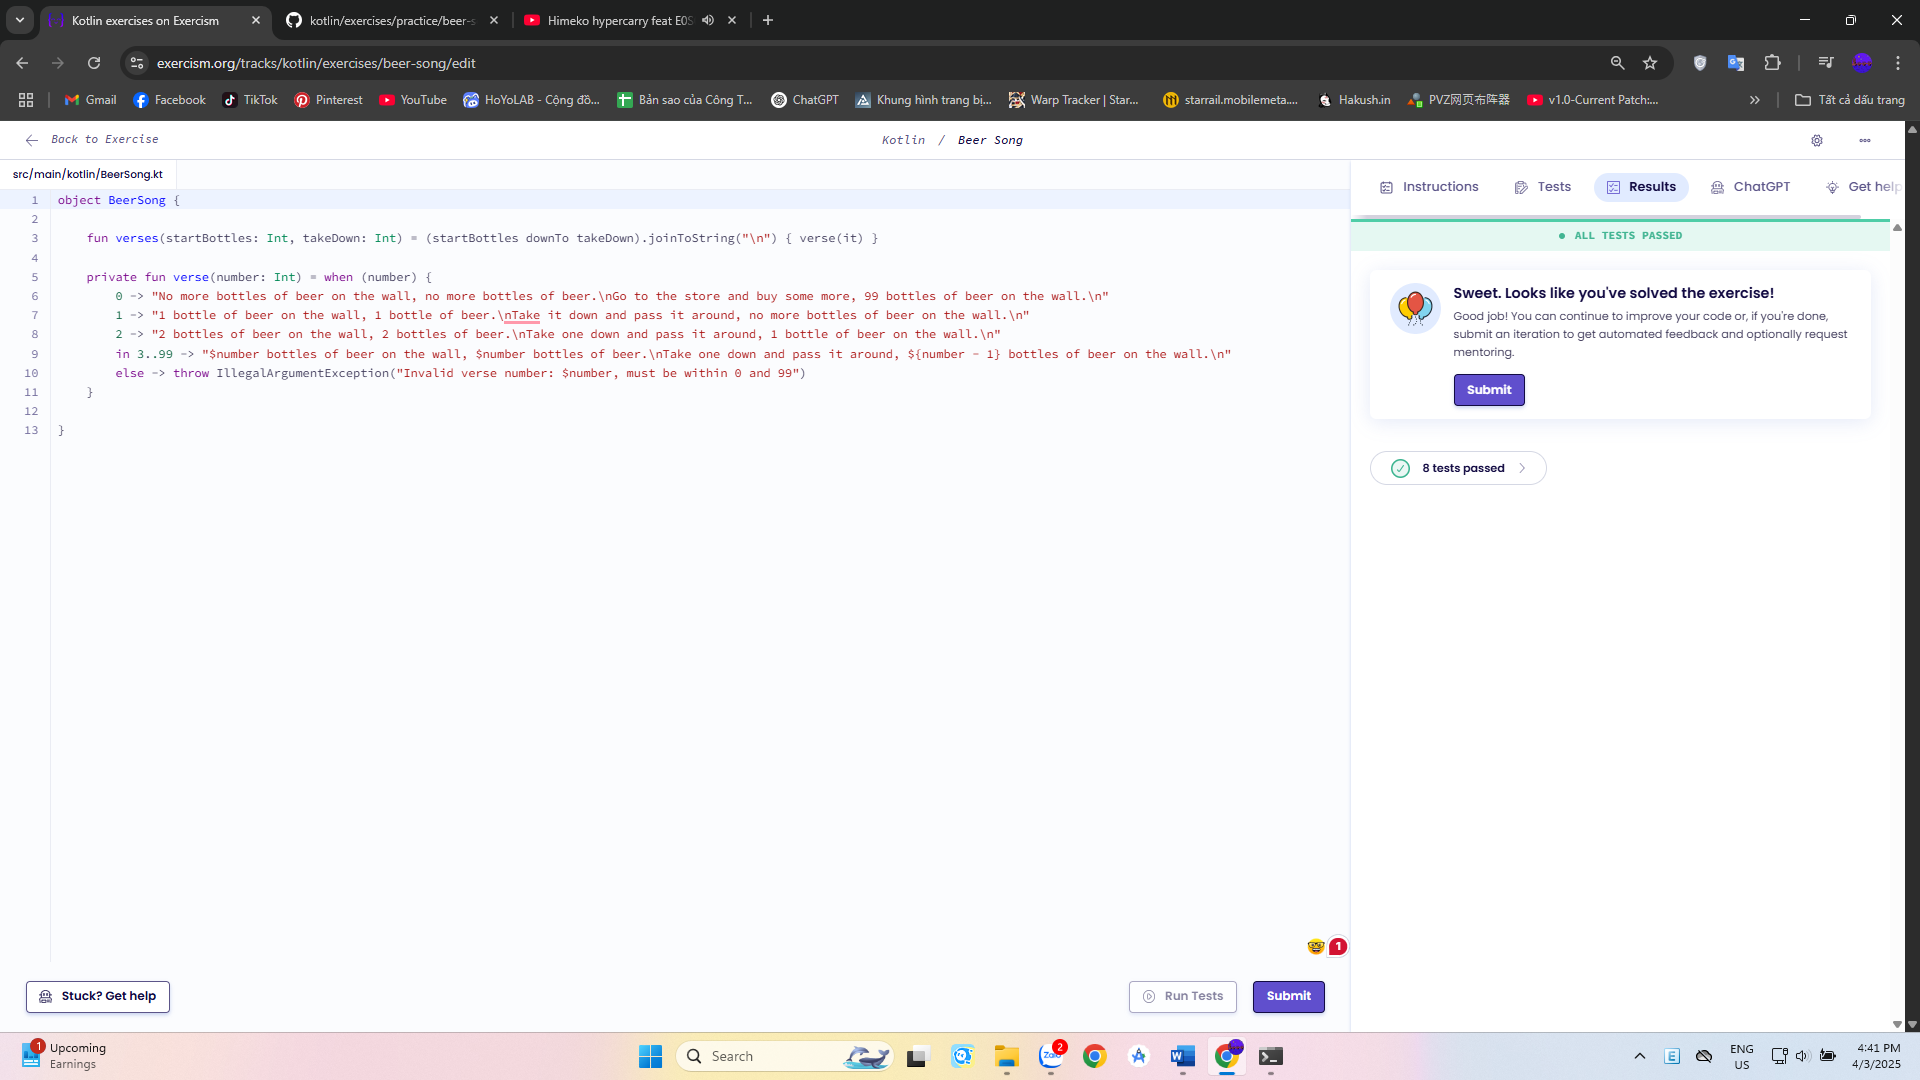 Kotlin exercises on Exercism
kotlin/exercises/practice/beer-s
Himeko hypercarry feat E0S
exercism.org/tracks/kotlin/exercises/beer-song/edit
Gmail
Facebook
TikTok
Pinterest
YouTube
HoYoLAB - Cộng đồ...
Bản sao của Công T...
ChatGPT
Khung hình trang bị...
Warp Tracker | Star...
starrail.mobilemeta....
Hakush.in
PVZ网页布阵器
v1.0-Current Patch:...
Tất cả dấu trang
Back to Exercise
Kotlin / Beer Song
src/main/kotlin/BeerSong.kt
Instructions
Tests
Results
ChatGPT
Get help
1 object BeerSong {
2
3 fun verses(startBottles: Int, takeDown: Int) = (startBottles downTo takeDown).joinToString("\n") { verse(it) }
4
5 private fun verse(number: Int) = when (number) {
6 0 -> "No more bottles of beer on the wall, no more bottles of beer.\nGo to the store and buy some more, 99 bottles of beer on the wall.\n"
7 1 -> "1 bottle of beer on the wall, 1 bottle of beer.\nTake it down and pass it around, no more bottles of beer on the wall.\n"
8 2 -> "2 bottles of beer on the wall, 2 bottles of beer.\nTake one down and pass it around, 1 bottle of beer on the wall.\n"
9 in 3..99 -> "$number bottles of beer on the wall, $number bottles of beer.\nTake one down and pass it around, ${number - 1} bottles of beer on the wall.\n"
10 else -> throw IllegalArgumentException("Invalid verse number: $number, must be within 0 and 99")
11 }
12
13 }
ALL TESTS PASSED
Sweet. Looks like you've solved the exercise!
Good job! You can continue to improve your code or, if you're done,
submit an iteration to get automated feedback and optionally request
mentoring.
Submit
8 tests passed
1
Stuck? Get help
Run Tests
Submit
1
Upcoming
Earnings
Search
Zalo
2
ENG
US
4:41 PM
4/3/2025